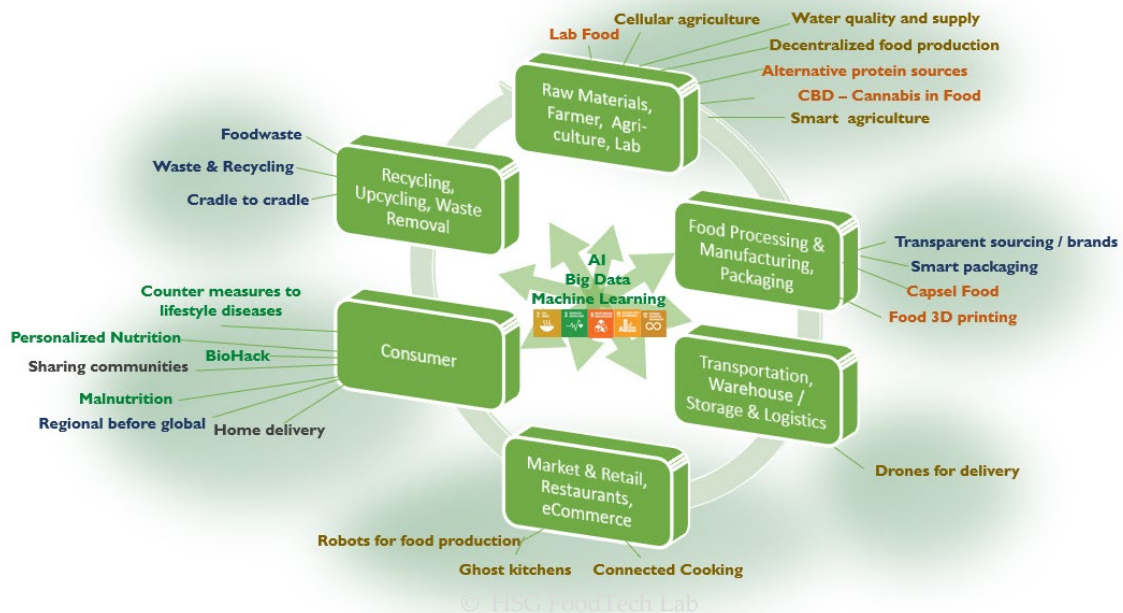 Lab Food
Cellular agriculture
Water quality and supply
Decentralized food production
Alternative protein sources
CBD – Cannabis in Food
Smart agriculture
Raw Materials,
Farmer, Agri-
culture, Lab
Foodwaste
Waste & Recycling
Cradle to cradle
Recycling,
Upcycling, Waste
Removal
Food Processing &
Manufacturing,
Packaging
Transparent sourcing / brands
Smart packaging
Capsel Food
Food 3D printing
AI
Big Data
Machine Learning
Counter measures to
lifestyle diseases
Personalized Nutrition
BioHack
Sharing communities
Malnutrition
Regional before global
Home delivery
Consumer
Transportation,
Warehouse /
Storage & Logistics
Drones for delivery
Market & Retail,
Restaurants,
eCommerce
Robots for food production
Ghost kitchens
Connected Cooking
© HSG FoodTech Lab